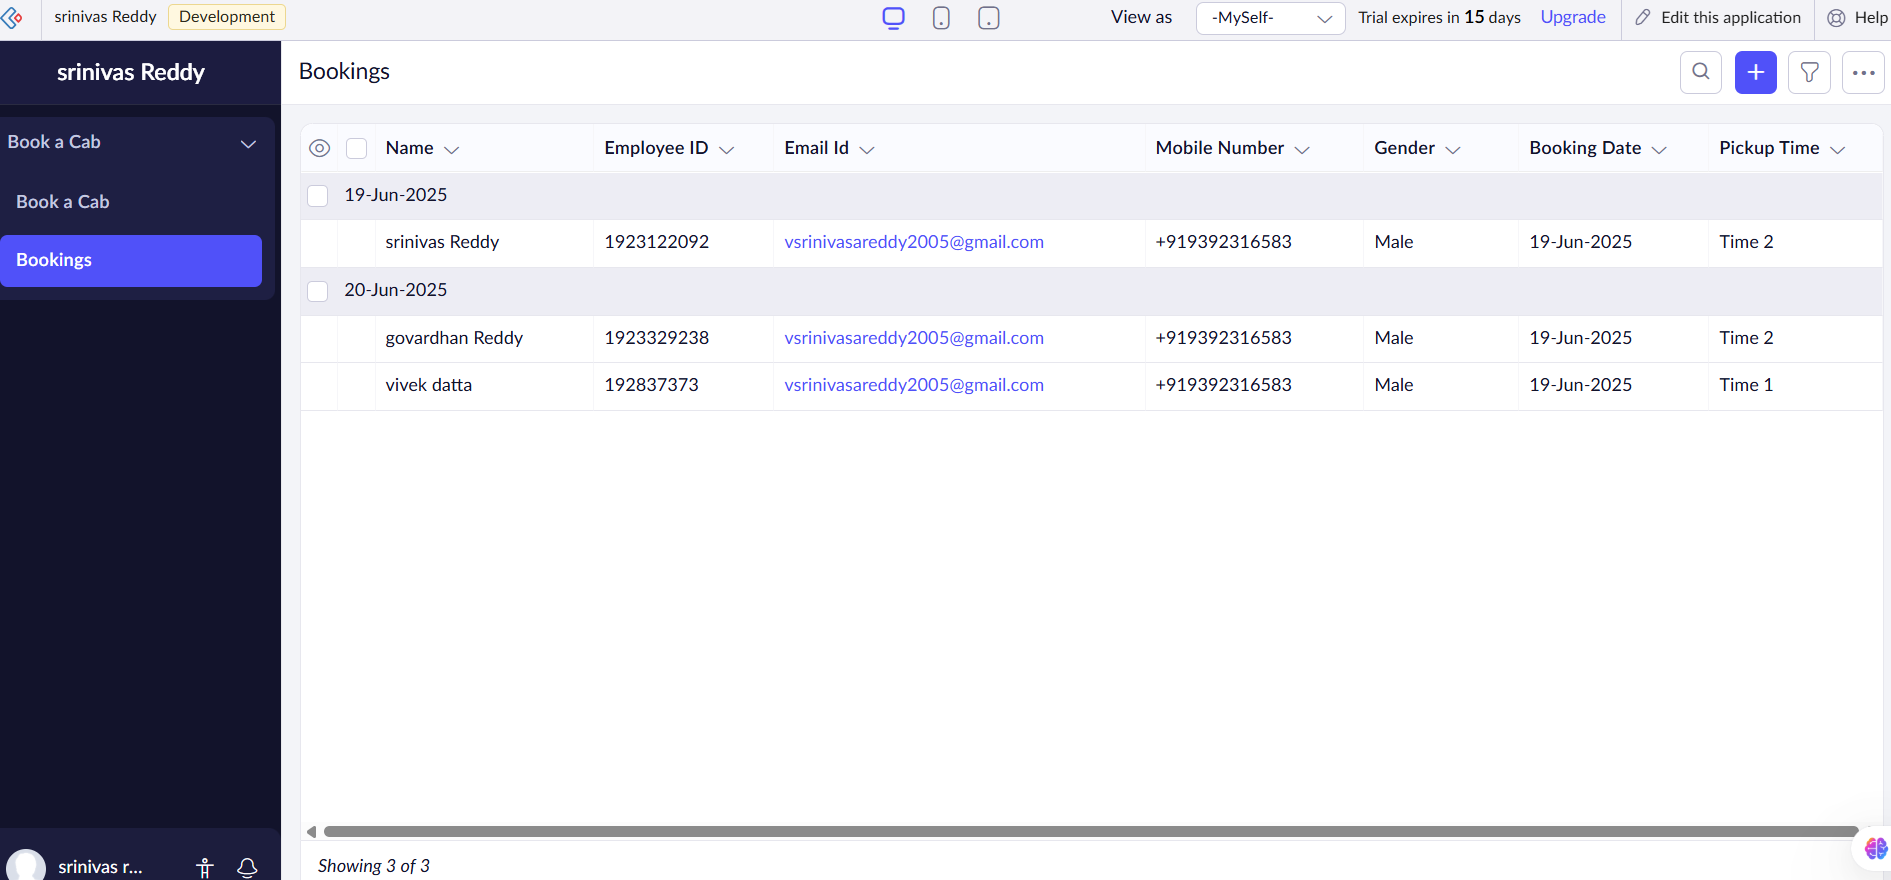 srinivas Reddy Development View as -MySelf- Trial expires in 15 days Upgrade Edit this application Help
srinivas Reddy Bookings
Book a Cab
Book a Cab
Bookings
Name Employee ID Email Id Mobile Number Gender Booking Date Pickup Time
19-Jun-2025
srinivas Reddy 1923122092 vsrinivasareddy2005@gmail.com +919392316583 Male 19-Jun-2025 Time 2
20-Jun-2025
govardhan Reddy 1923329238 vsrinivasareddy2005@gmail.com +919392316583 Male 19-Jun-2025 Time 2
vivek datta 192837373 vsrinivasareddy2005@gmail.com +919392316583 Male 19-Jun-2025 Time 1
srinivas r... Showing 3 of 3